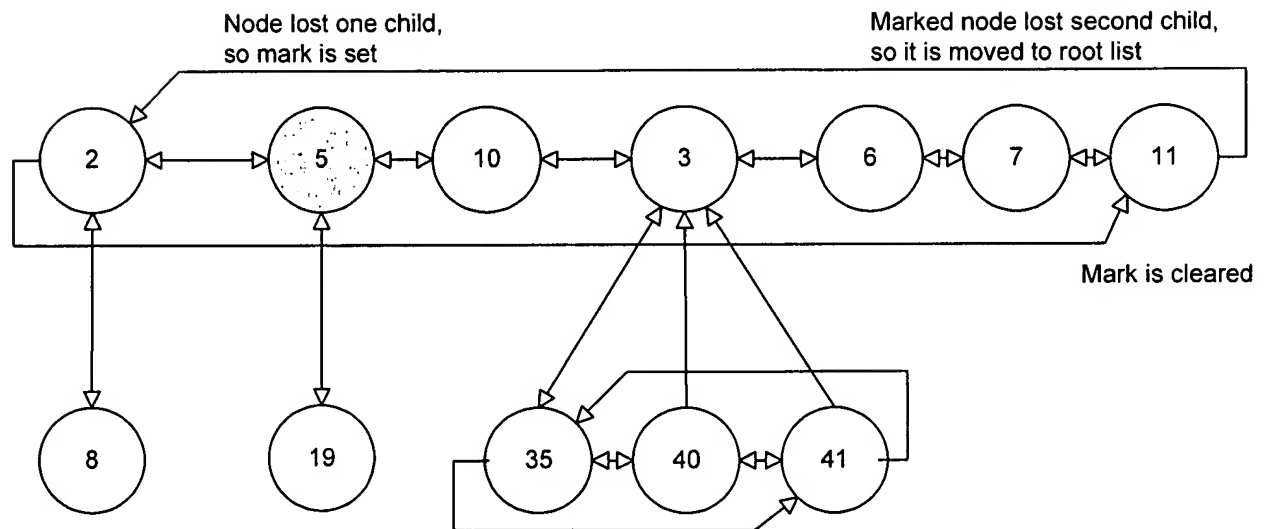 Node lost one child,
so mark is set
Marked node lost second child,
so it is moved to root list
2
5
10
3
6
7
11
Mark is cleared
8
19
35
40
41